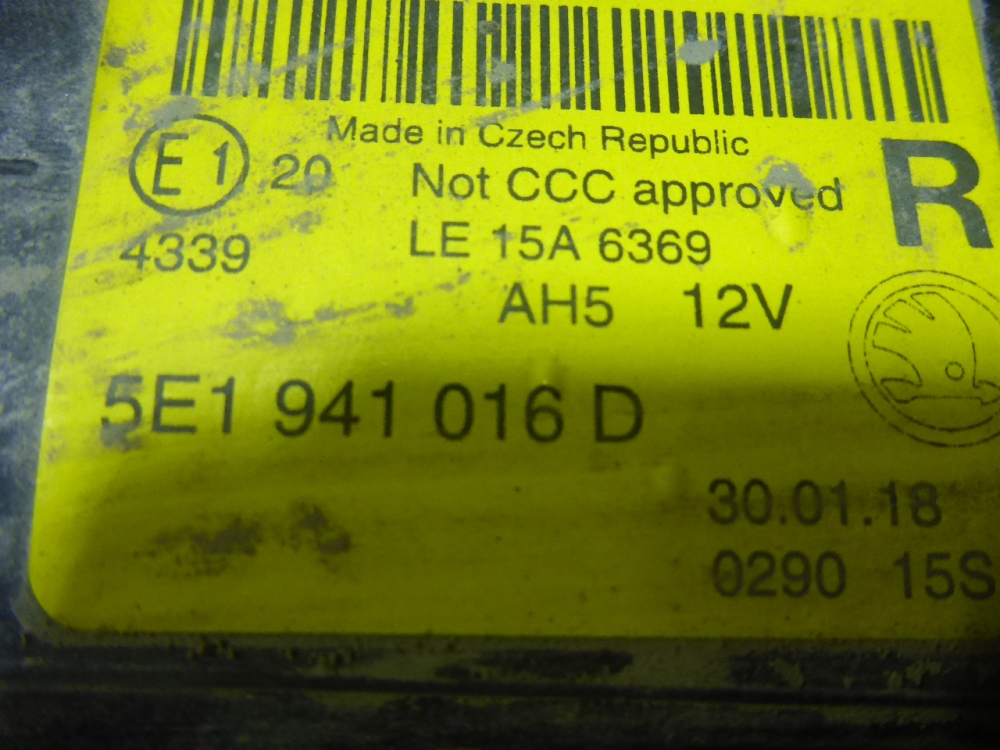 Made in Czech Republic
E1 20
Not CCC approved
R
4339
LE 15A 6369
AH5 12V
5E1 941 016 D
30.01.18
0290 15S